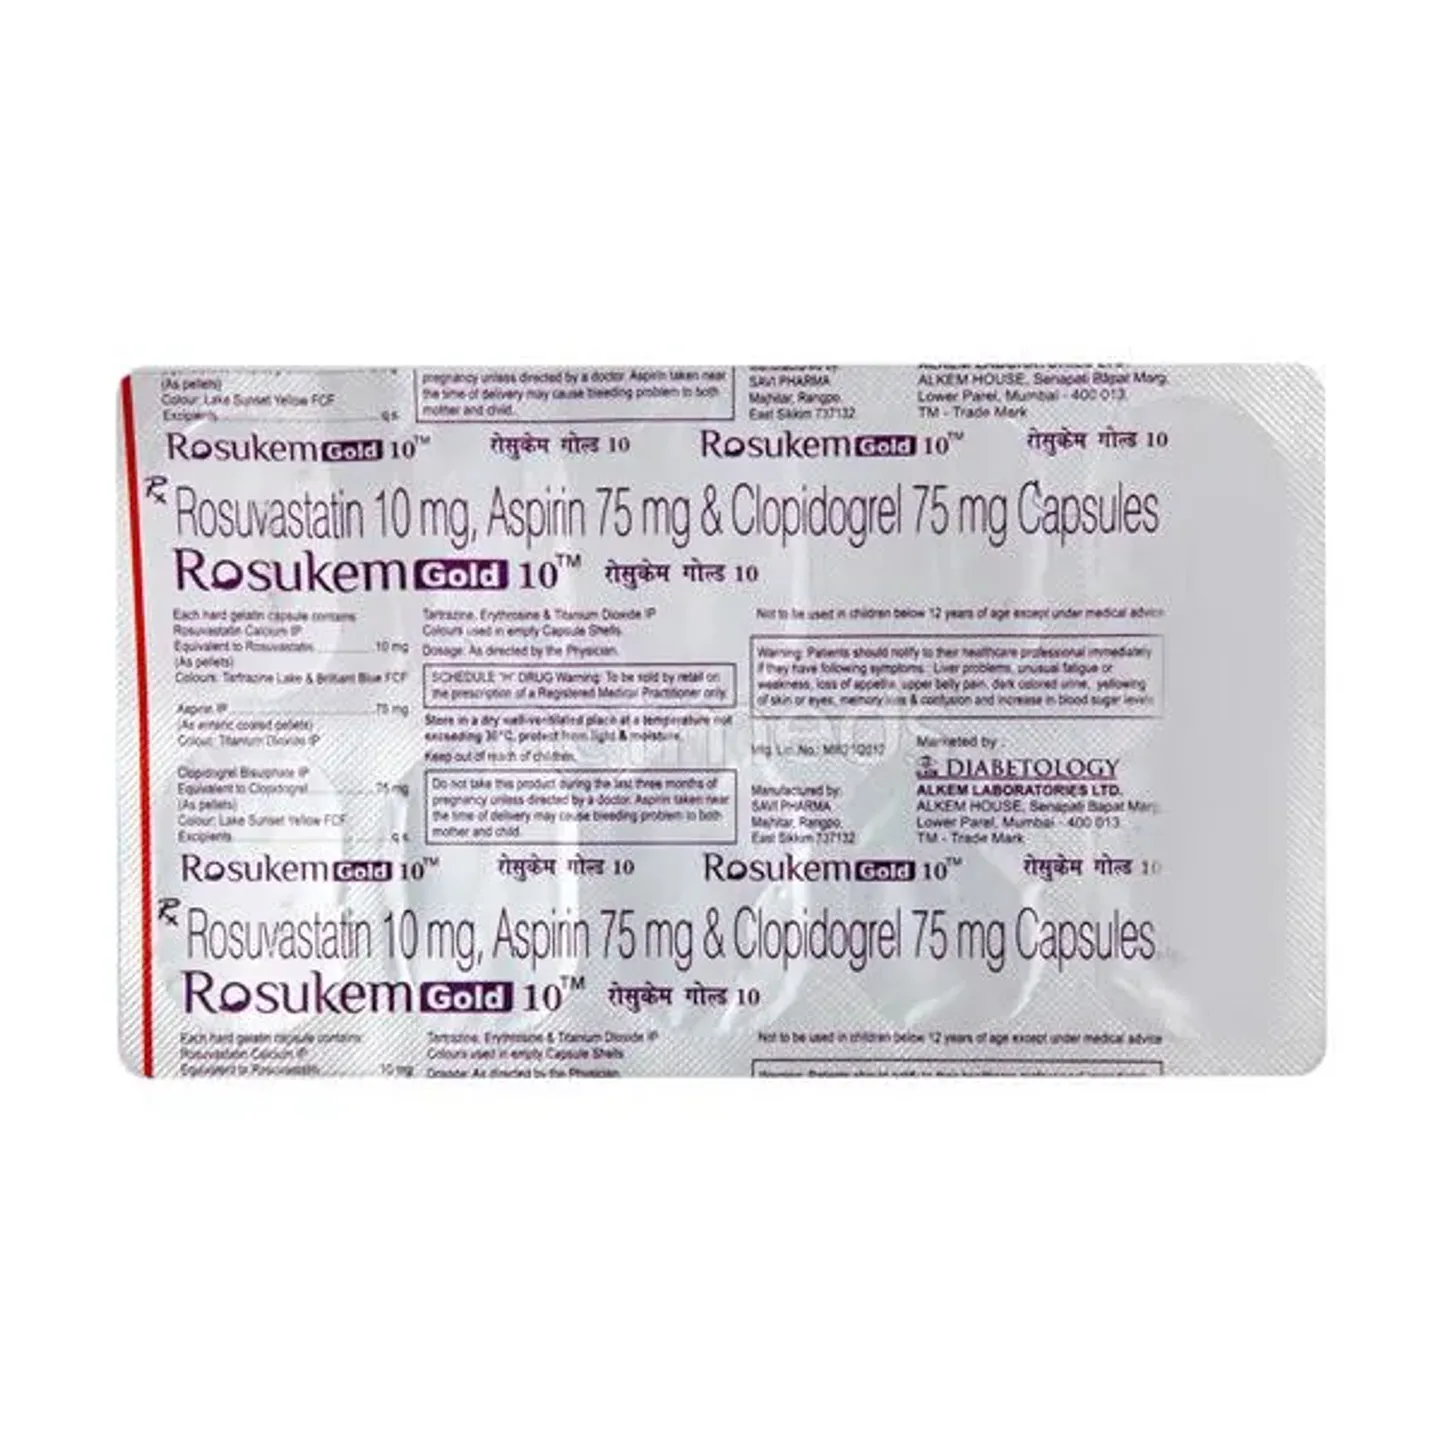 (As pellets)
Colour: Lake Sunset Yellow FCF
Excipients q.s.
pregnancy unless directed by a doctor. Aspirin taken near
the time of delivery may cause bleeding problem to both
mother and child.
Manufactured by:
SAVI PHARMA
Majhitar, Rangpo,
East Sikkim 737132
ALKEM LABORATORIES LTD.
ALKEM HOUSE, Senapati Bapat Marg,
Lower Parel, Mumbai - 400 013.
TM - Trade Mark
Rosukem Gold 10™ रोसुकेम गोल्ड 10 Rosukem Gold 10™ रोसुकेम गोल्ड 10
Rx Rosuvastatin 10 mg, Aspirin 75 mg & Clopidogrel 75 mg Capsules
Rosukem Gold 10™ रोसुकेम गोल्ड 10
Each hard gelatin capsule contains:
Rosuvastatin Calcium IP
Equivalent to Rosuvastatin 10 mg
(As pellets)
Colours: Tartrazine Lake & Brilliant Blue FCF
Aspirin IP 75 mg
(As enteric coated pellets)
Colour: Titanium Dioxide IP
Clopidogrel Bisulphate IP
Equivalent to Clopidogrel 75 mg
(As pellets)
Colour: Lake Sunset Yellow FCF
Excipients q.s.
Tartrazine, Erythrosine & Titanium Dioxide IP
Colours used in empty Capsule Shells.
Dosage: As directed by the Physician.
SCHEDULE "H" DRUG Warning: To be sold by retail on
the prescription of a Registered Medical Practitioner only.
Store in a dry well-ventilated place at a temperature not
exceeding 30°C, protect from light & moisture.
Keep out of reach of children.
Do not take this product during the last three months of
pregnancy unless directed by a doctor. Aspirin taken near
the time of delivery may cause bleeding problem to both
mother and child.
Not to be used in children below 12 years of age except under medical advice
Warning: Patients should notify to their healthcare professional immediately
if they have following symptoms: Liver problems, unusual fatigue or
weakness, loss of appetite, upper belly pain, dark colored urine, yellowing
of skin or eyes, memory loss & confusion and increase in blood sugar levels
Mfg. Lic. No.:
Manufactured by:
SAVI PHARMA
Majhitar, Rangpo,
East Sikkim 737132
Marketed by :
DIABETOLOGY
ALKEM LABORATORIES LTD.
ALKEM HOUSE, Senapati Bapat Marg,
Lower Parel, Mumbai - 400 013.
TM - Trade Mark
Rosukem Gold 10™ रोसुकेम गोल्ड 10 Rosukem Gold 10™ रोसुकेम गोल्ड 10
Rx Rosuvastatin 10 mg, Aspirin 75 mg & Clopidogrel 75 mg Capsules
Rosukem Gold 10™ रोसुकेम गोल्ड 10
Each hard gelatin capsule contains:
Rosuvastatin Calcium IP
Equivalent to Rosuvastatin 10 mg
Tartrazine, Erythrosine & Titanium Dioxide IP
Colours used in empty Capsule Shells.
Dosage: As directed by the Physician.
Not to be used in children below 12 years of age except under medical advice